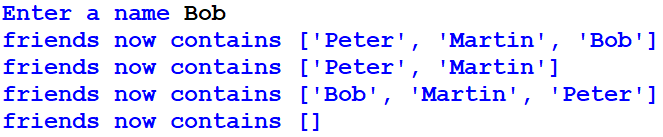 Enter a name Bob
friends now contains ['Peter', 'Martin', 'Bob']
friends now contains ['Peter', 'Martin']
friends now contains ['Bob', 'Martin', 'Peter']
friends now contains []